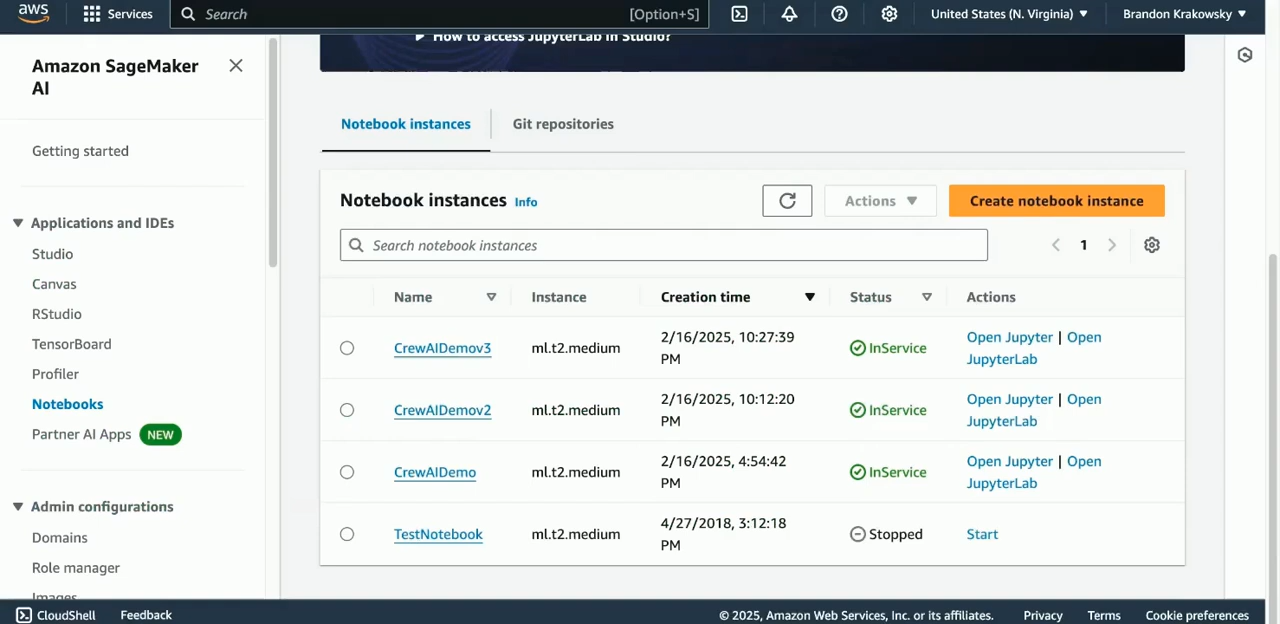 aws
Services
Search
[Option+S]
United States (N. Virginia)
Brandon Krakowsky
Amazon SageMaker
AI
Getting started
Applications and IDEs
Studio
Canvas
RStudio
TensorBoard
Profiler
Notebooks
Partner AI Apps NEW
Admin configurations
Domains
Role manager
Images
How to access JupyterLab in Studio?
Notebook instances
Git repositories
Notebook instances Info
Actions
Create notebook instance
Search notebook instances
1
Name Instance Creation time Status Actions
CrewAIDemov3 ml.t2.medium 2/16/2025, 10:27:39 InService Open Jupyter | Open
PM JupyterLab
CrewAIDemov2 ml.t2.medium 2/16/2025, 10:12:20 InService Open Jupyter | Open
PM JupyterLab
CrewAIDemo ml.t2.medium 2/16/2025, 4:54:42 InService Open Jupyter | Open
PM JupyterLab
TestNotebook ml.t2.medium 4/27/2018, 3:12:18 Stopped Start
PM
CloudShell Feedback © 2025, Amazon Web Services, Inc. or its affiliates. Privacy Terms Cookie preferences